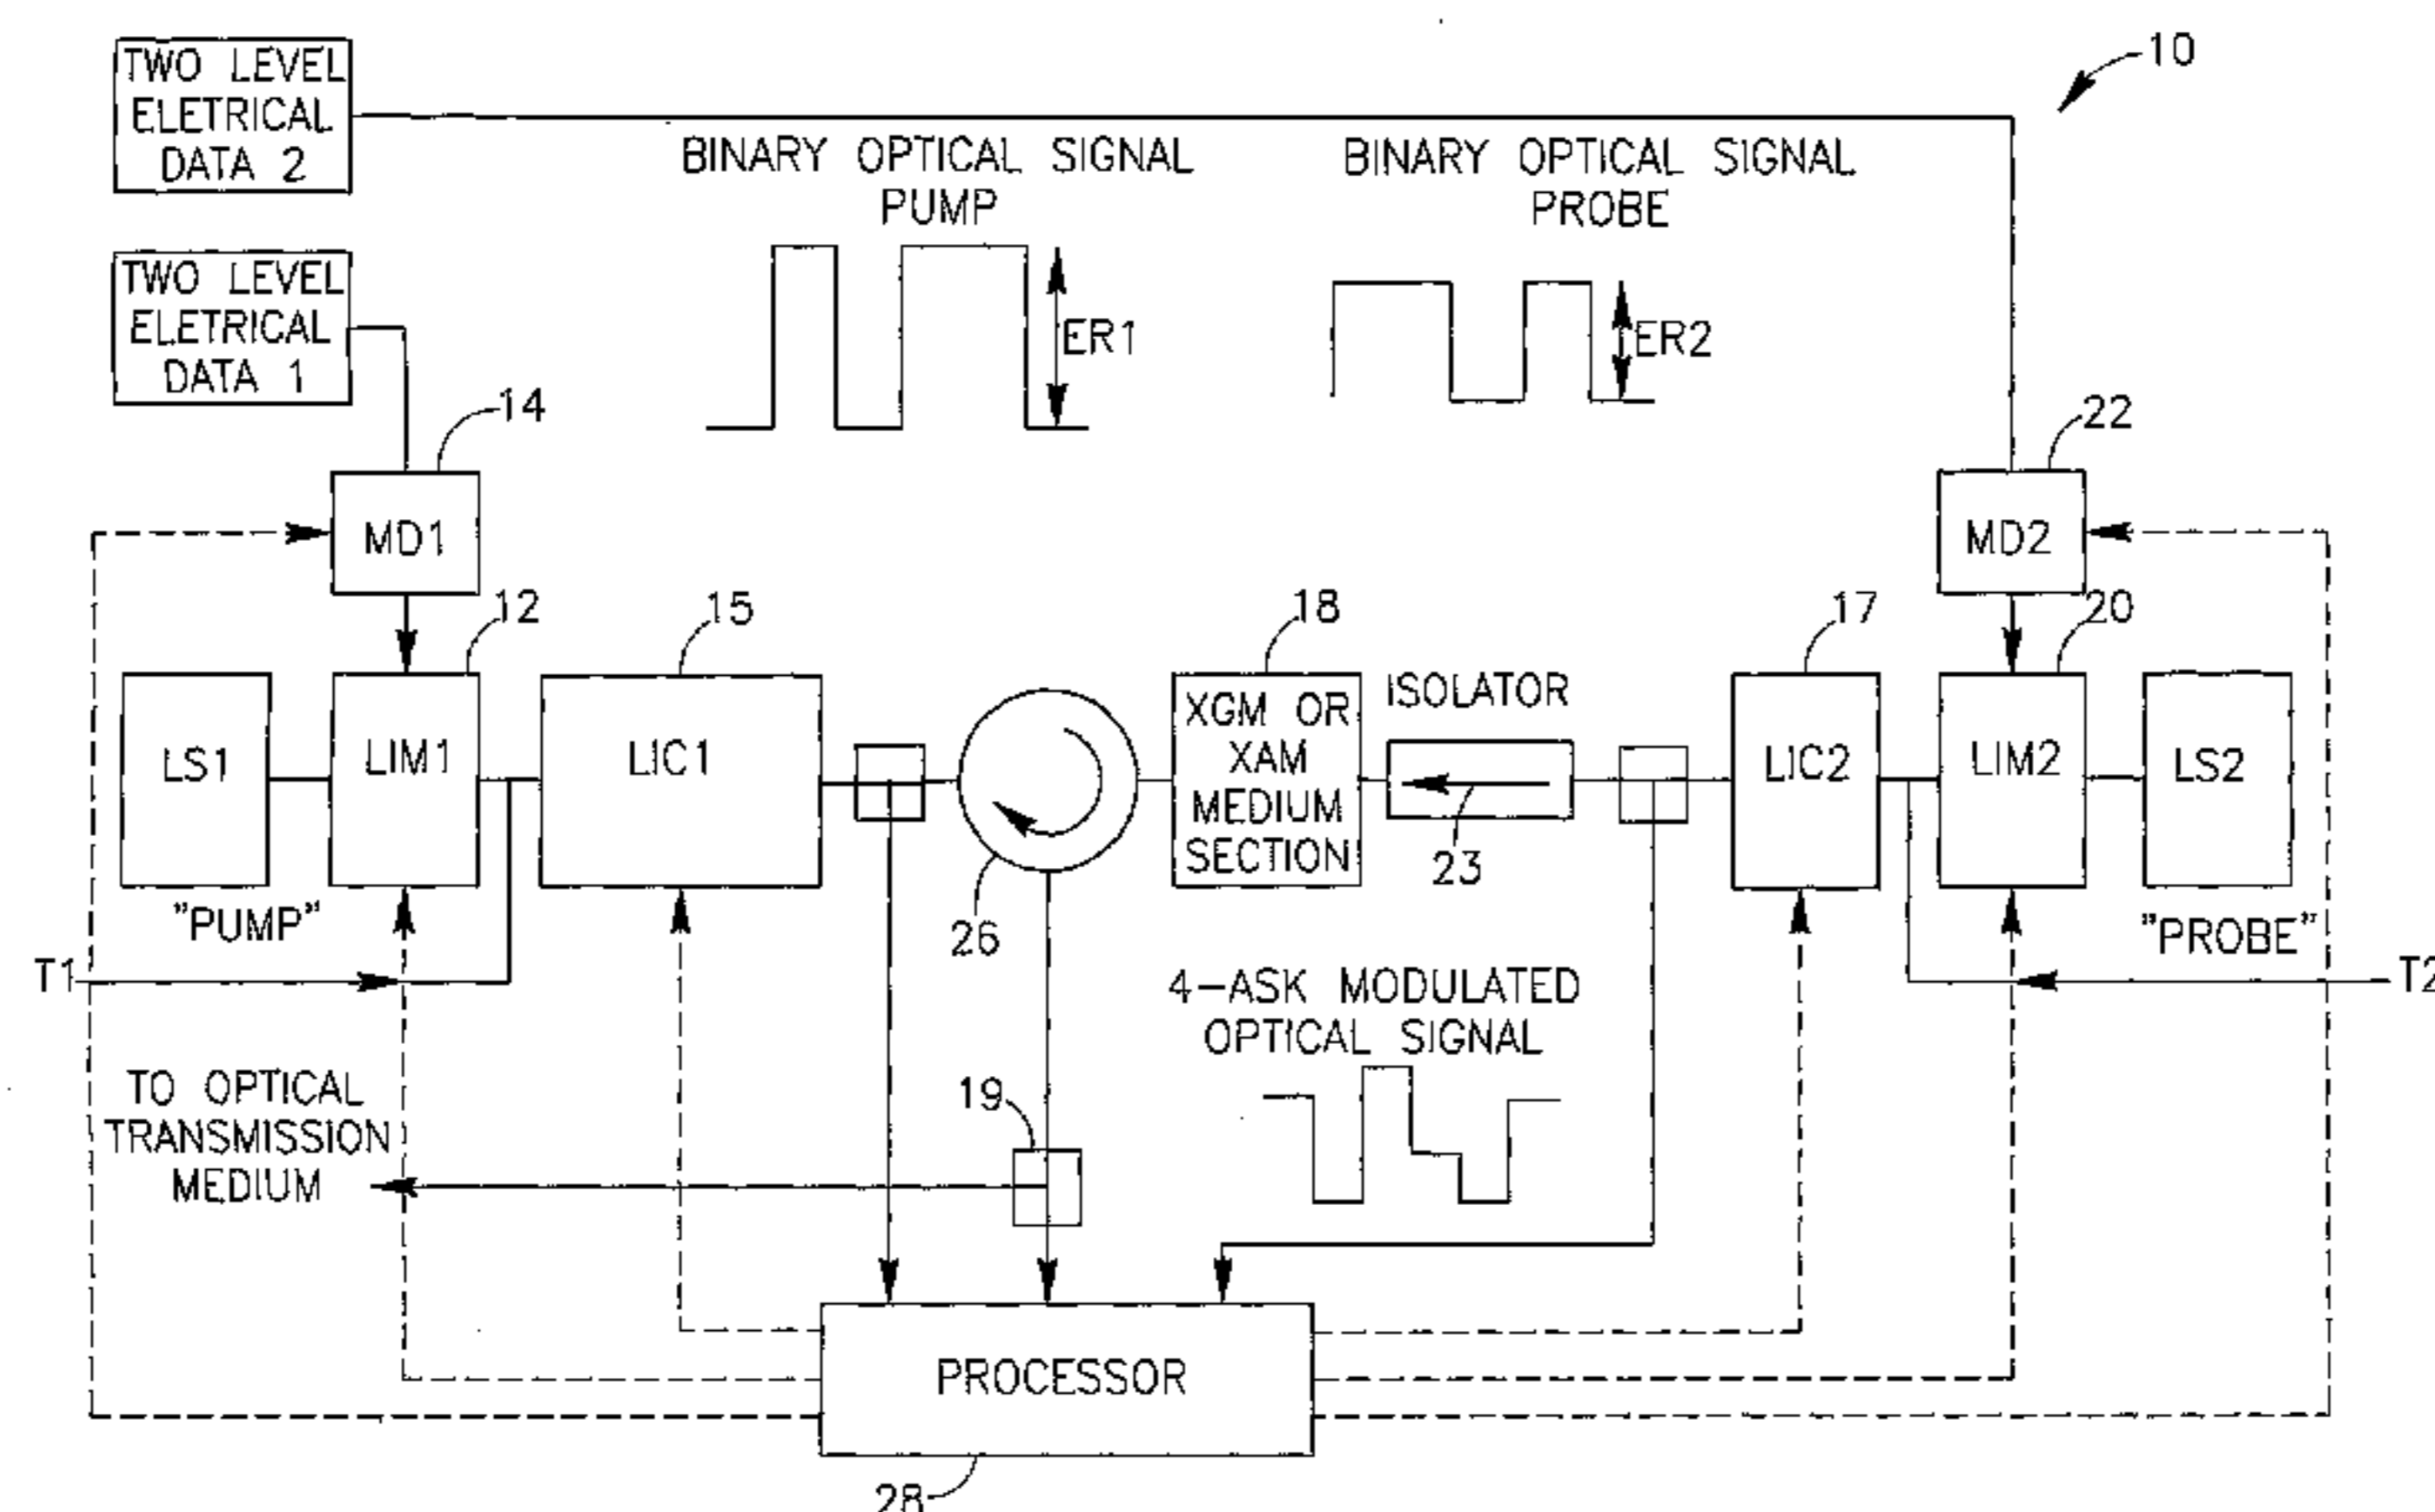 10
TWO LEVEL
ELETRICAL
DATA 2
BINARY OPTICAL SIGNAL
PUMP
BINARY OPTICAL SIGNAL
PROBE
TWO LEVEL
ELETRICAL
DATA 1
ER1
ER2
14
22
MD1
MD2
12
15
18
17
20
LS1
LIM1
LIC1
XGM OR
XAM
MEDIUM
SECTION
ISOLATOR
23
LIC2
LIM2
LS2
"PUMP"
26
"PROBE"
T1
T2
4-ASK MODULATED
OPTICAL SIGNAL
TO OPTICAL
TRANSMISSION
MEDIUM
19
PROCESSOR
28